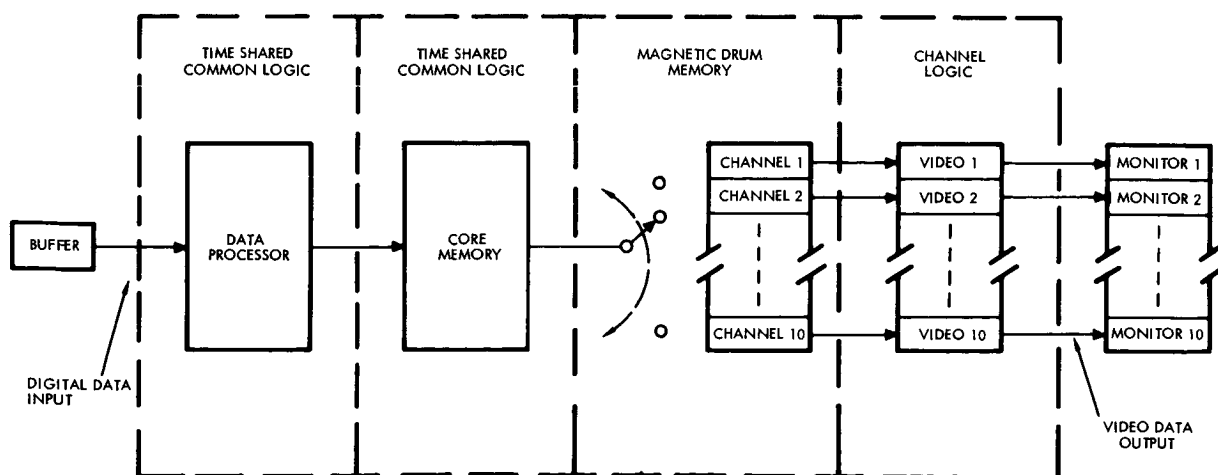 TIME SHARED
COMMON LOGIC
TIME SHARED
COMMON LOGIC
MAGNETIC DRUM
MEMORY
CHANNEL
LOGIC
BUFFER
DATA
PROCESSOR
CORE
MEMORY
CHANNEL 1
CHANNEL 2
CHANNEL 10
VIDEO 1
VIDEO 2
VIDEO 10
MONITOR 1
MONITOR 2
MONITOR 10
DIGITAL DATA
INPUT
VIDEO DATA
OUTPUT